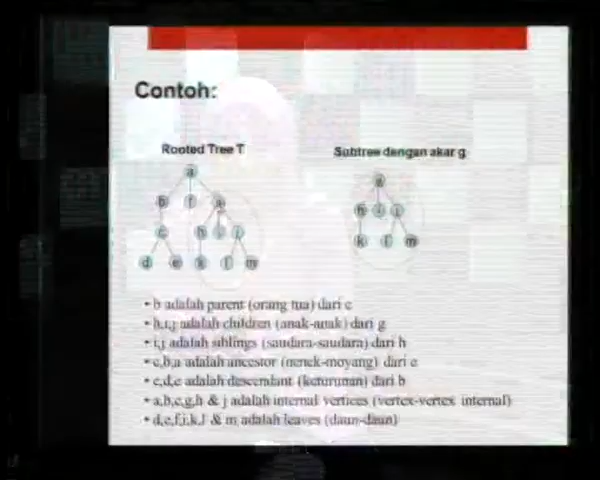 Contoh:
Rooted Tree T
Subtree dengan akar g
a
b f g
c h i j
d e k l m
g
h i j
k l m
• b adalah parent (orang tua) dari c
• h,i,j adalah children (anak-anak) dari g
• i,j adalah siblings (saudara-saudara) dari h
• c,b,a adalah ancestor (nenek-moyang) dari e
• c,d,e adalah descendant (keturunan) dari b
• a,b,c,g,h & j adalah internal vertices (vertex-vertex internal)
• d,e,f,i,k,l & m adalah leaves (daun-daun)